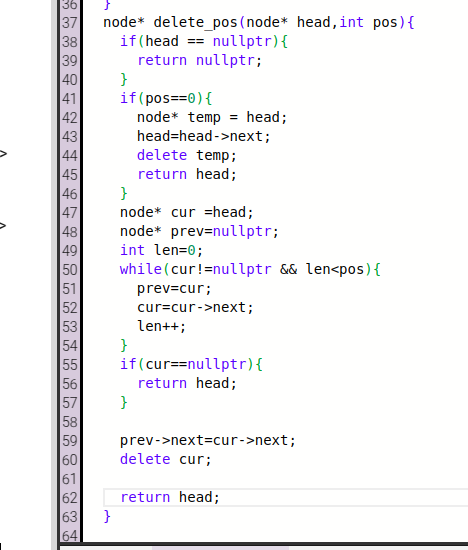 36 }
37 node* delete_pos(node* head,int pos){
38 if(head == nullptr){
39 return nullptr;
40 }
41 if(pos==0){
42 node* temp = head;
43 head=head->next;
44 delete temp;
45 return head;
46 }
47 node* cur =head;
48 node* prev=nullptr;
49 int len=0;
50 while(cur!=nullptr && len<pos){
51 prev=cur;
52 cur=cur->next;
53 len++;
54 }
55 if(cur==nullptr){
56 return head;
57 }
58
59 prev->next=cur->next;
60 delete cur;
61
62 return head;
63 }
64